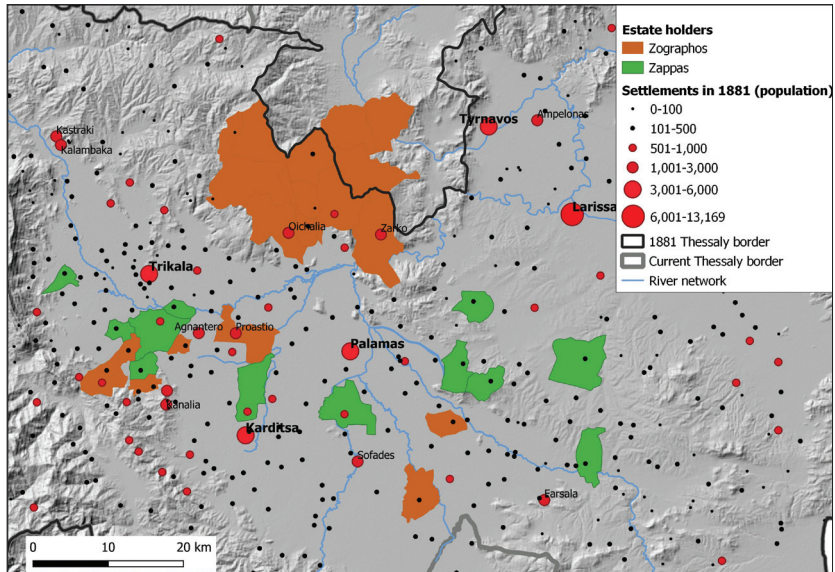 Estate holders
Zographos
Zappas
Settlements in 1881 (population)
0-100
101-500
501-1,000
1,001-3,000
3,001-6,000
6,001-13,169
1881 Thessaly border
Current Thessaly border
River network
Kastraki
Kalambaka
Tyrnavos
Ampelonas
Larissa
Oichalia
Zarko
Trikala
Agnantero
Proastio
Palamas
Kanalia
Karditsa
Sofades
Farsala
0 10 20 km